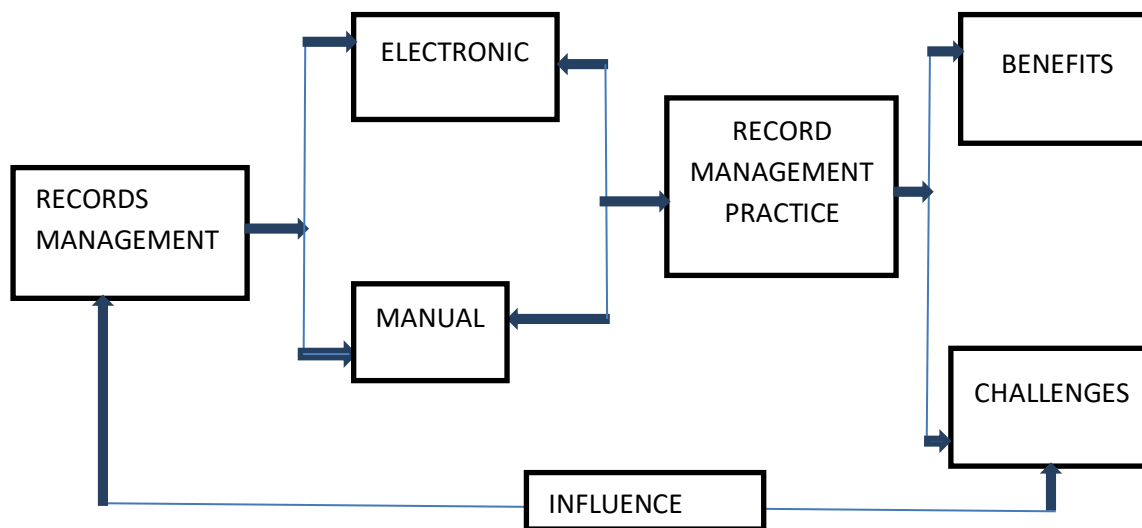 ELECTRONIC
BENEFITS
RECORD
MANAGEMENT
PRACTICE
RECORDS
MANAGEMENT
MANUAL
CHALLENGES
INFLUENCE